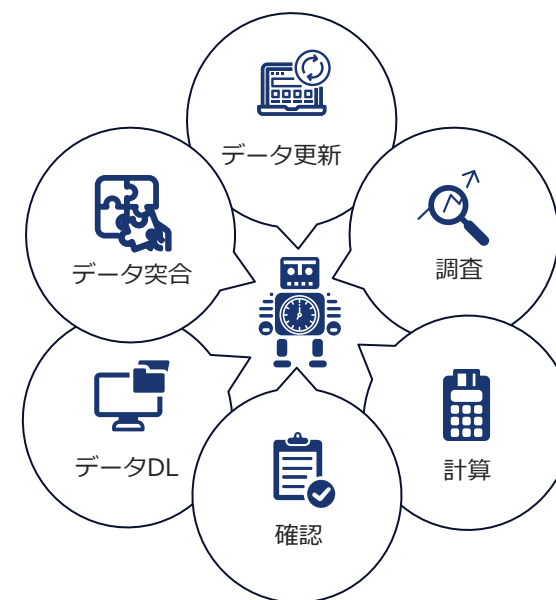 データ更新
データ突合
調査
データDL
計算
確認